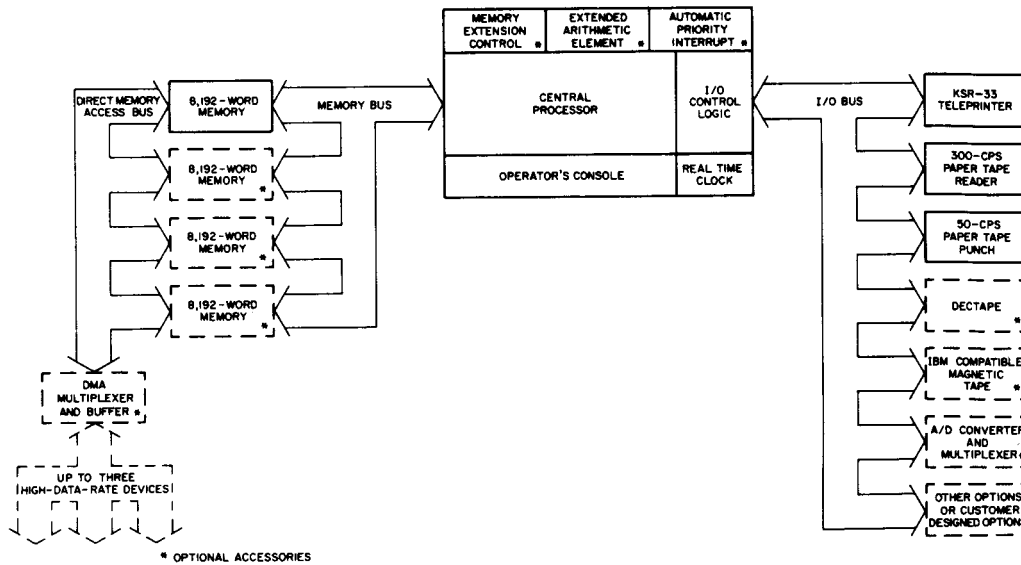 MEMORY
EXTENSION
CONTROL *
EXTENDED
ARITHMETIC
ELEMENT *
AUTOMATIC
PRIORITY
INTERRUPT *
DIRECT MEMORY
ACCESS BUS
8,192-WORD
MEMORY
MEMORY BUS
CENTRAL
PROCESSOR
I/O
CONTROL
LOGIC
I/O BUS
KSR-33
TELEPRINTER
8,192-WORD
MEMORY *
OPERATOR'S CONSOLE
REAL TIME
CLOCK
300-CPS
PAPER TAPE
READER
8,192-WORD
MEMORY *
50-CPS
PAPER TAPE
PUNCH
8,192-WORD
MEMORY *
DECTAPE *
DMA
MULTIPLEXER
AND BUFFER *
IBM COMPATIBLE
MAGNETIC
TAPE *
A/D CONVERTER
AND
MULTIPLEXER *
UP TO THREE
HIGH-DATA-RATE DEVICES
OTHER OPTIONS
OR CUSTOMER
DESIGNED OPTIONS
* OPTIONAL ACCESSORIES